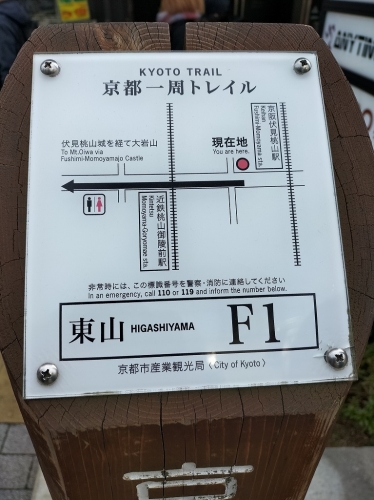 KYOTO TRAIL
京都一周トレイル
伏見桃山城を経て大岩山
To Mt.Oiwa via
Fushimi-Momoyamajo Castle
現在地
You are here.
京阪伏見桃山駅
Keihan
Fushimi-Momoyama sta.
近鉄桃山御陵前駅
Kintetsu
Momoyama-Goryomae sta.
非常時には、この標識番号を警察・消防に連絡してください
In an emergency, call 110 or 119 and inform the number below.
東山 HIGASHIYAMA F1
京都市産業観光局（City of Kyoto）
ANYTIM